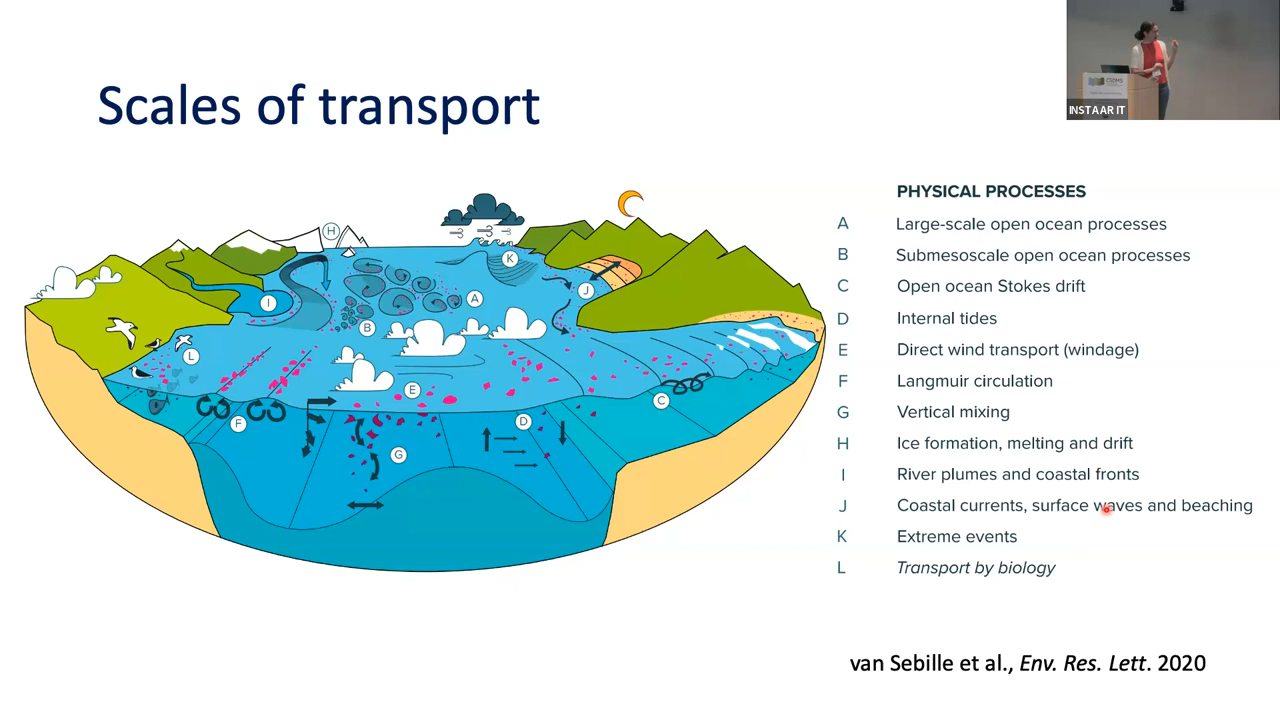 Scales of transport
INSTAAR IT
H
K
I
A
J
B
L
E
C
F
D
G
PHYSICAL PROCESSES
A Large-scale open ocean processes
B Submesoscale open ocean processes
C Open ocean Stokes drift
D Internal tides
E Direct wind transport (windage)
F Langmuir circulation
G Vertical mixing
H Ice formation, melting and drift
I River plumes and coastal fronts
J Coastal currents, surface waves and beaching
K Extreme events
L Transport by biology
van Sebille et al., Env. Res. Lett. 2020